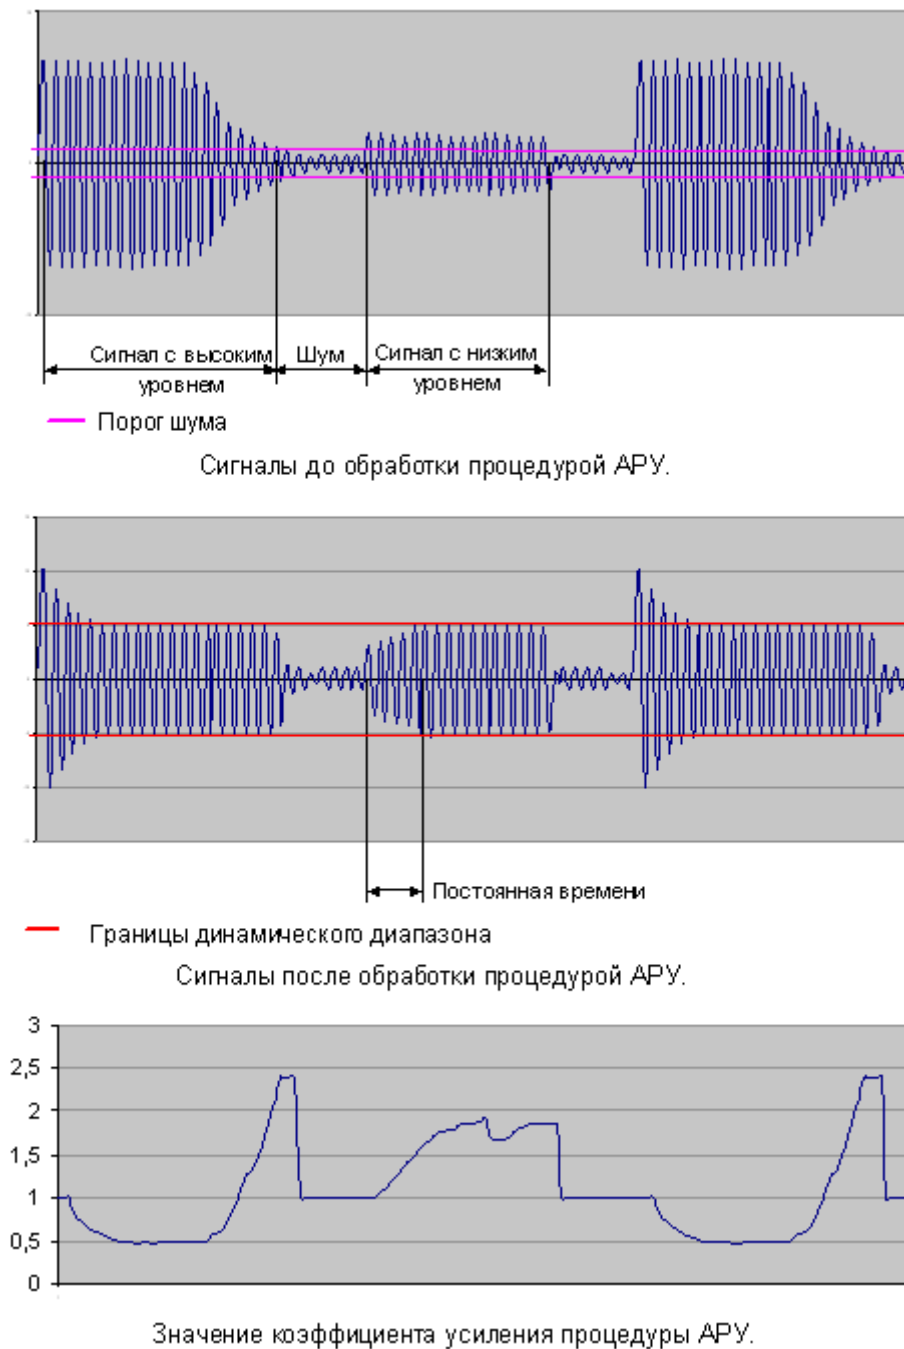 Сигнал с высоким уровнем
Шум
Сигнал с низким уровнем
Порог шума
Сигналы до обработки процедурой АРУ.
Постоянная времени
Границы динамического диапазона
Сигналы после обработки процедурой АРУ.
3
2,5
2
1,5
1
0,5
0
Значение коэффициента усиления процедуры АРУ.